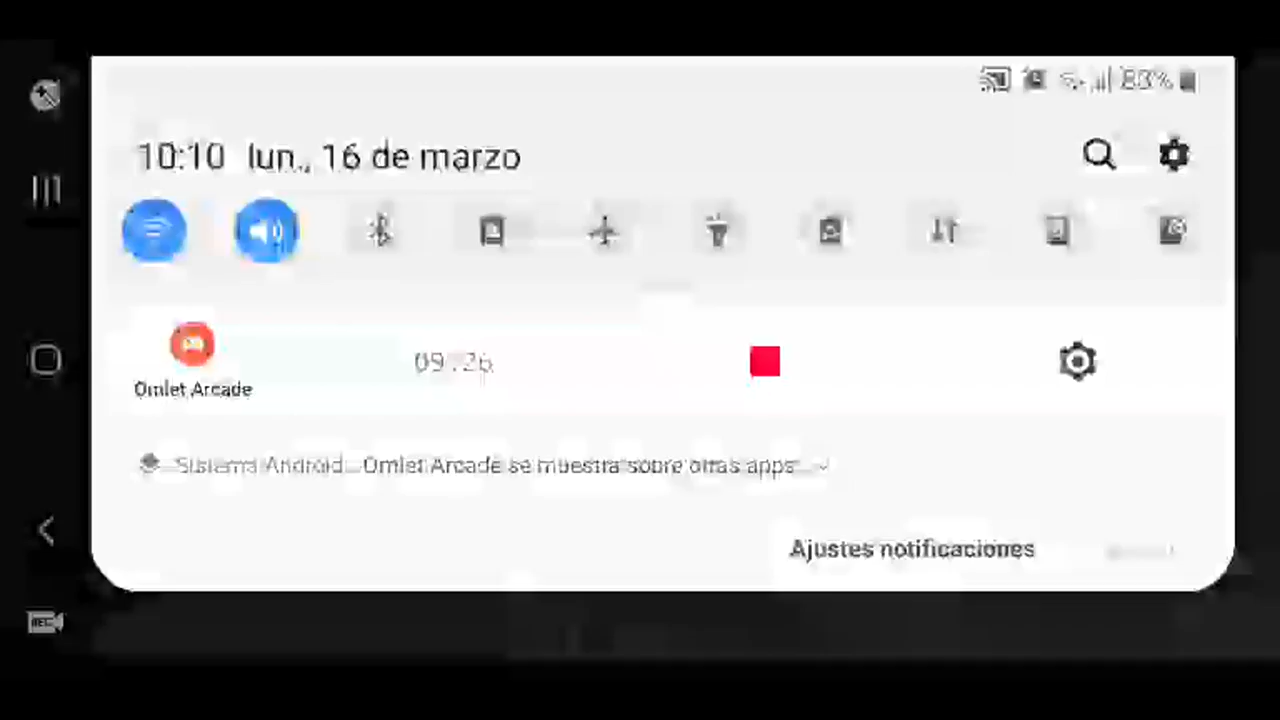 83%
10:10 lun., 16 de marzo
09:26
Omlet Arcade
Sistema Android Omlet Arcade se muestra sobre otras apps
Ajustes notificaciones
REC